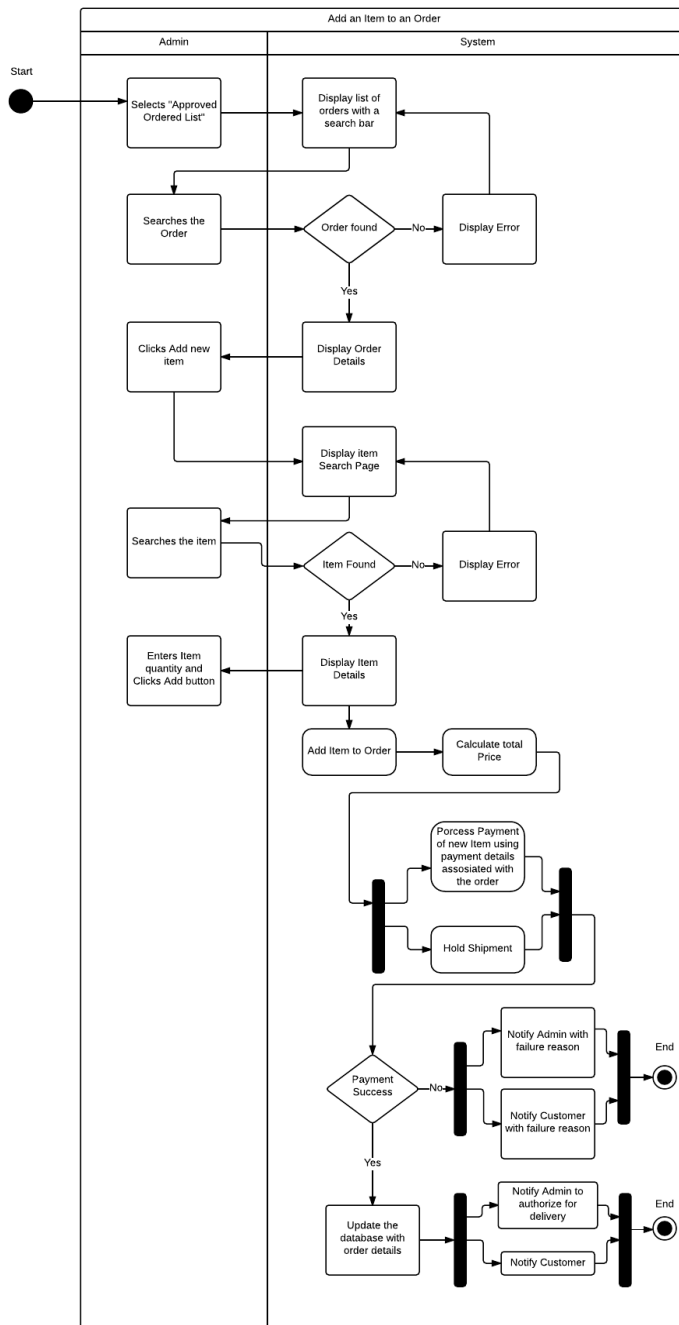 Add an Item to an Order
Admin
System
Start
Selects "Approved
Ordered List"
Display list of
orders with a
search bar
Searches the
Order
Order found
No
Display Error
Yes
Clicks Add new
item
Display Order
Details
Display item
Search Page
Searches the item
Item Found
No
Display Error
Yes
Enters Item
quantity and
Clicks Add button
Display Item
Details
Add Item to Order
Calculate total
Price
Porcess Payment
of new Item using
payment details
assosiated with
the order
Hold Shipment
Notify Admin with
failure reason
End
Payment
Success
No
Notify Customer
with failure reason
Yes
Notify Admin to
authorize for
delivery
End
Update the
database with
order details
Notify Customer